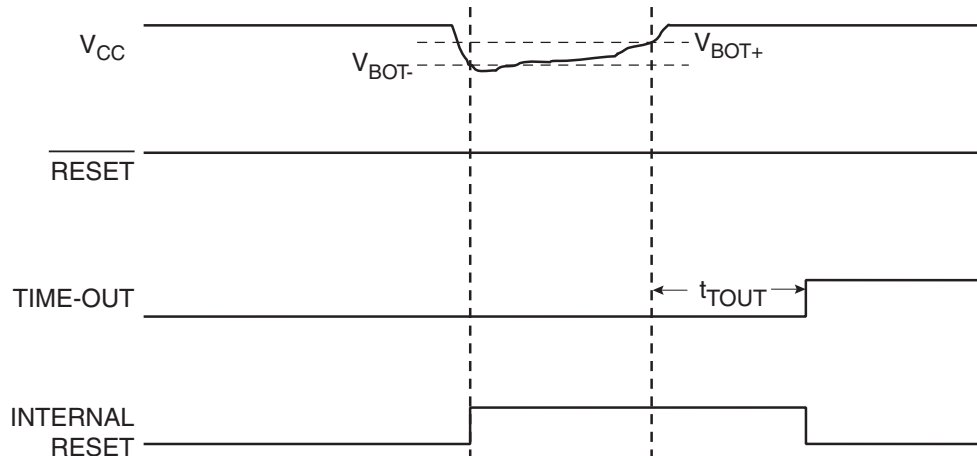 VCC
VBOT-
VBOT+
RESET
TIME-OUT
tTOUT
INTERNAL
RESET